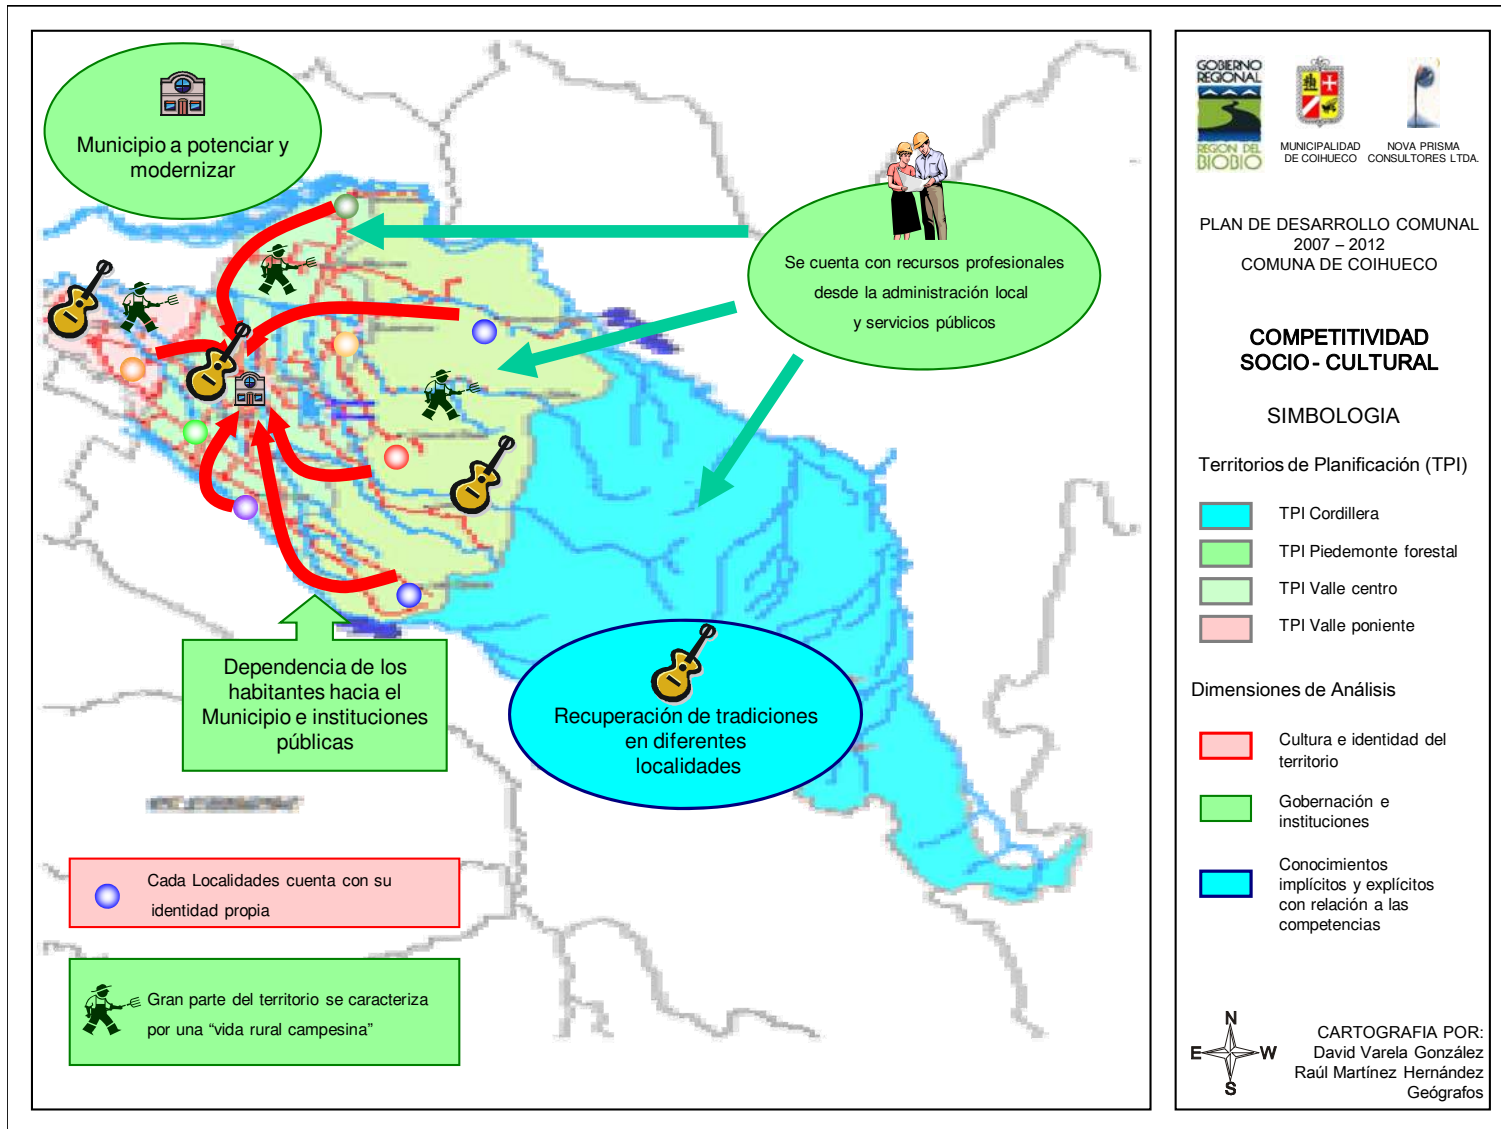 Municipio a potenciar y
modernizar
Se cuenta con recursos profesionales
desde la administración local
y servicios públicos
Dependencia de los
habitantes hacia el
Municipio e instituciones
públicas
Recuperación de tradiciones
en diferentes
localidades
Cada Localidades cuenta con su
identidad propia
Gran parte del territorio se caracteriza
por una “vida rural campesina”
GOBIERNO
REGIONAL
REGION DEL
BIOBIO
MUNICIPALIDAD
DE COIHUECO
NOVA PRISMA
CONSULTORES LTDA.
PLAN DE DESARROLLO COMUNAL
2007 – 2012
COMUNA DE COIHUECO
COMPETITIVIDAD
SOCIO - CULTURAL
SIMBOLOGIA
Territorios de Planificación (TPI)
TPI Cordillera
TPI Piedemonte forestal
TPI Valle centro
TPI Valle poniente
Dimensiones de Análisis
Cultura e identidad del
territorio
Gobernación e
instituciones
Conocimientos
implícitos y explícitos
con relación a las
competencias
N
E W
S
CARTOGRAFIA POR:
David Varela González
Raúl Martínez Hernández
Geógrafos